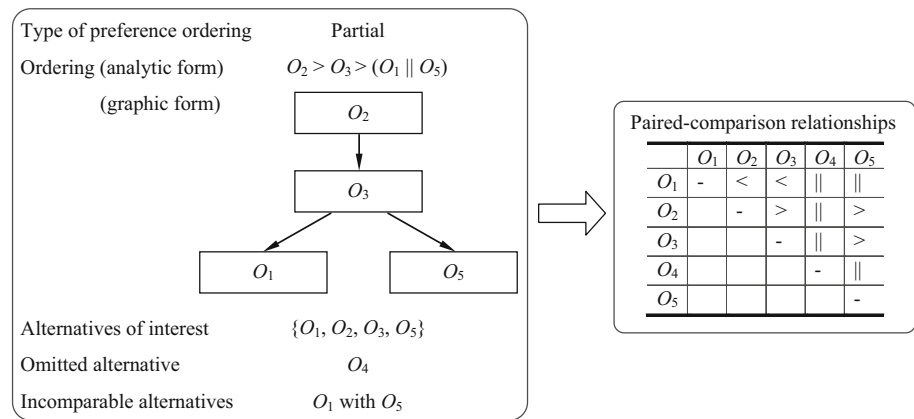 Type of preference ordering Partial
Ordering (analytic form) O2 > O3 > (O1 || O5)
(graphic form)
O2
O3
O1 O5
Alternatives of interest {O1, O2, O3, O5}
Omitted alternative O4
Incomparable alternatives O1 with O5
Paired-comparison relationships
O1 O2 O3 O4 O5
O1 - < < || ||
O2 - > || >
O3 - || >
O4 - ||
O5 -